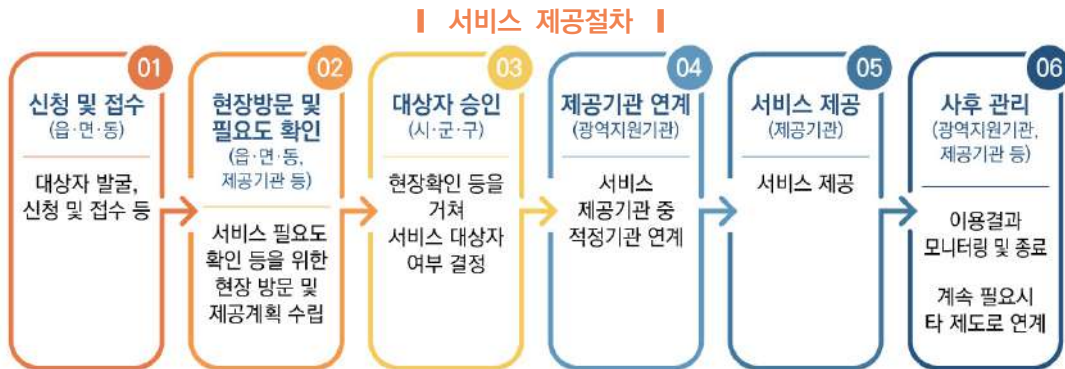 서비스 제공절차
01
신청 및 접수
(읍·면·동)
대상자 발굴,
신청 및 접수 등
02
현장방문 및
필요도 확인
(읍·면·동,
제공기관 등)
서비스 필요도
확인 등을 위한
현장 방문 및
제공계획 수립
03
대상자 승인
(시·군·구)
현장확인 등을
거쳐
서비스 대상자
여부 결정
04
제공기관 연계
(광역지원기관)
서비스
제공기관 중
적정기관 연계
05
서비스 제공
(제공기관)
서비스 제공
06
사후 관리
(광역지원기관,
제공기관 등)
이용결과
모니터링 및 종료
계속 필요시
타 제도로 연계